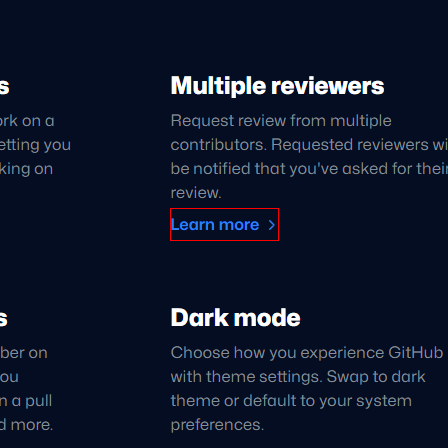 s
ork on a
etting you
king on
Multiple reviewers
Request review from multiple
contributors. Requested reviewers wi
be notified that you've asked for thei
review.
Learn more
s
ber on
ou
n a pull
d more.
Dark mode
Choose how you experience GitHub
with theme settings. Swap to dark
theme or default to your system
preferences.